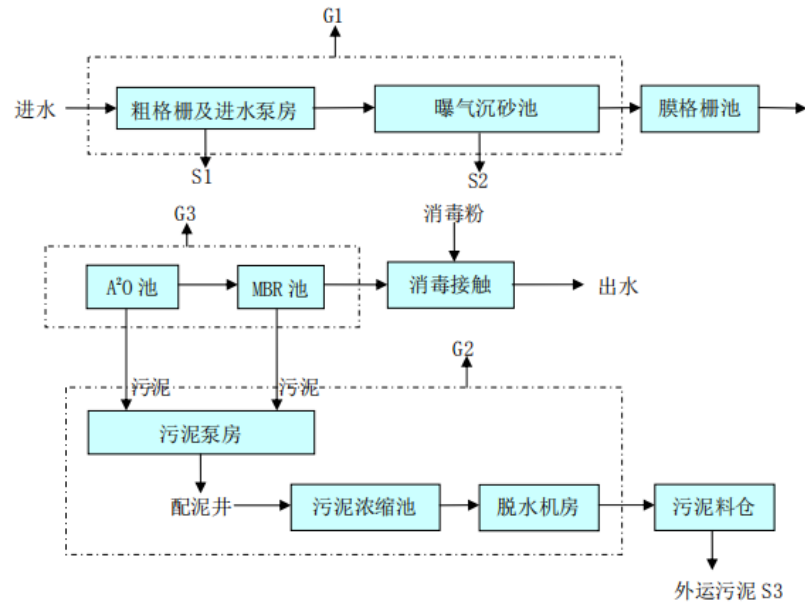 G1
进水
粗格栅及进水泵房
曝气沉砂池
膜格栅池
S1
S2
G3
消毒粉
A²O 池
MBR 池
消毒接触
出水
G2
污泥
污泥
污泥泵房
配泥井
污泥浓缩池
脱水机房
污泥料仓
外运污泥 S3